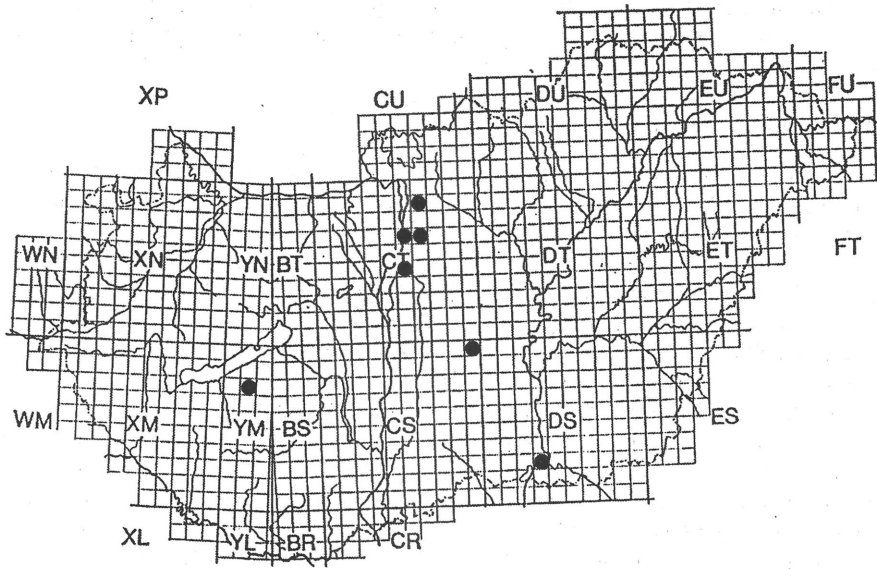 XP CU DU EU FU
WN XN YN BT CT DT ET FT
WM XM YM BS CS DS ES
XL YL BR CR